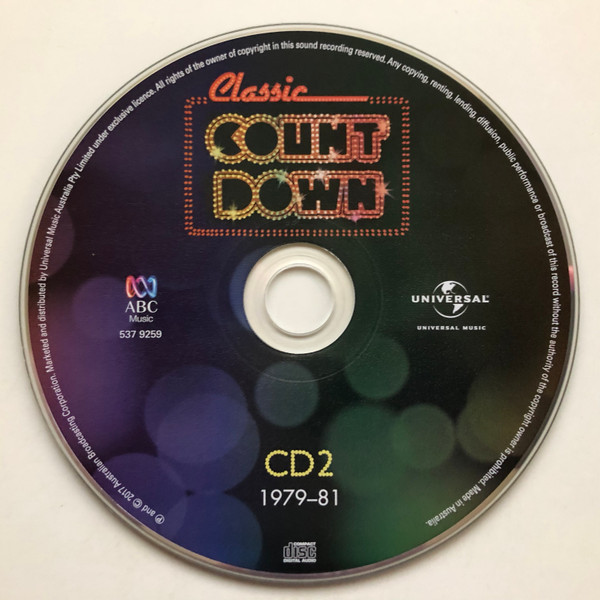 Classic
COUNT
DOWN
ABC
Music
537 9259
UNIVERSAL
UNIVERSAL MUSIC
CD2
1979–81
COMPACT
disc
DIGITAL AUDIO
℗ and © 2017 Australian Broadcasting Corporation. Marketed and distributed by Universal Music Australia Pty Limited under exclusive licence. All rights of the owner of copyright in this sound recording reserved. Any copying, renting, lending, diffusion, public performance or broadcast of this record without the authority of the copyright owner is prohibited. Made in Australia.